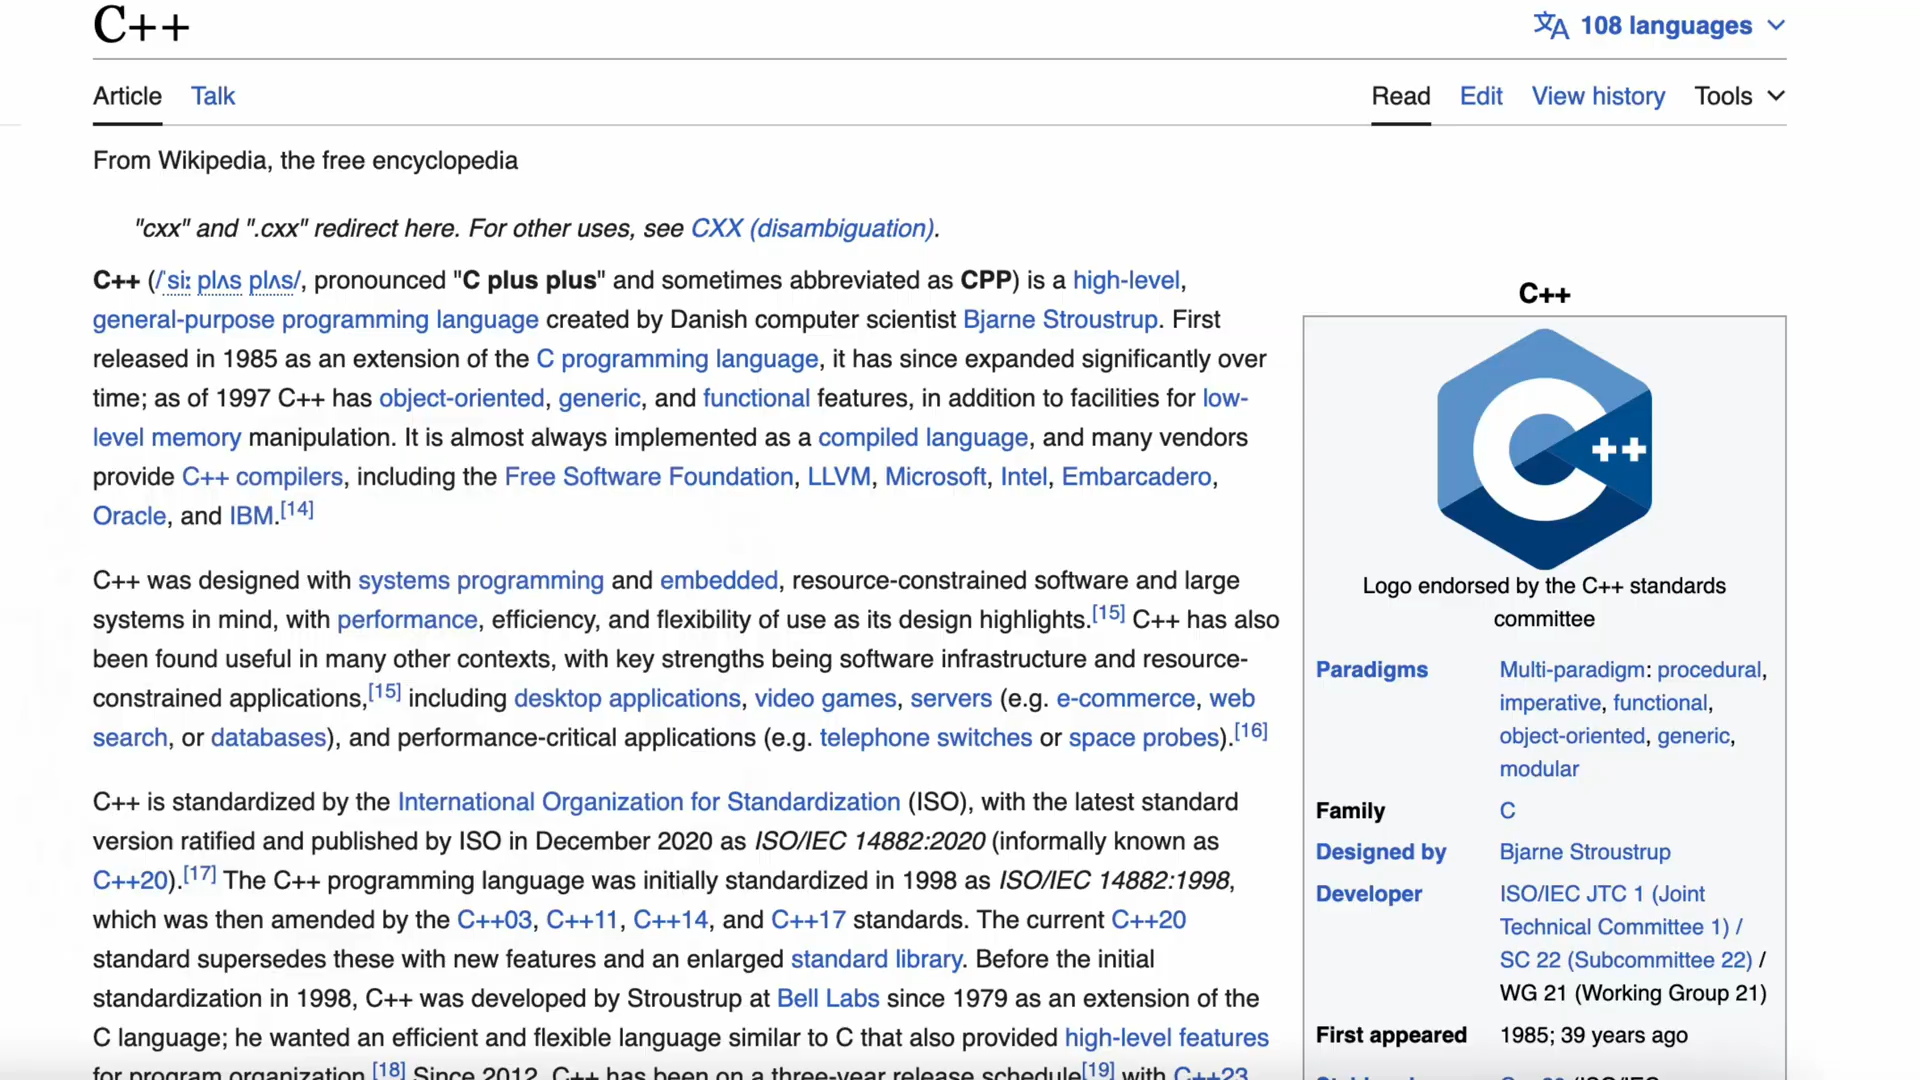 C++
108 languages
Article Talk
Read Edit View history Tools
From Wikipedia, the free encyclopedia
"cxx" and ".cxx" redirect here. For other uses, see CXX (disambiguation).
C++ (/ˈsiː plʌs plʌs/, pronounced "C plus plus" and sometimes abbreviated as CPP) is a high-level,
general-purpose programming language created by Danish computer scientist Bjarne Stroustrup. First
released in 1985 as an extension of the C programming language, it has since expanded significantly over
time; as of 1997 C++ has object-oriented, generic, and functional features, in addition to facilities for low-
level memory manipulation. It is almost always implemented as a compiled language, and many vendors
provide C++ compilers, including the Free Software Foundation, LLVM, Microsoft, Intel, Embarcadero,
Oracle, and IBM.[14]
C++ was designed with systems programming and embedded, resource-constrained software and large
systems in mind, with performance, efficiency, and flexibility of use as its design highlights.[15] C++ has also
been found useful in many other contexts, with key strengths being software infrastructure and resource-
constrained applications,[15] including desktop applications, video games, servers (e.g. e-commerce, web
search, or databases), and performance-critical applications (e.g. telephone switches or space probes).[16]
C++ is standardized by the International Organization for Standardization (ISO), with the latest standard
version ratified and published by ISO in December 2020 as ISO/IEC 14882:2020 (informally known as
C++20).[17] The C++ programming language was initially standardized in 1998 as ISO/IEC 14882:1998,
which was then amended by the C++03, C++11, C++14, and C++17 standards. The current C++20
standard supersedes these with new features and an enlarged standard library. Before the initial
standardization in 1998, C++ was developed by Stroustrup at Bell Labs since 1979 as an extension of the
C language; he wanted an efficient and flexible language similar to C that also provided high-level features
for program organization.[18] Since 2012, C++ has been on a three-year release schedule[19] with C++23
C++
C++
Logo endorsed by the C++ standards
committee
Paradigms Multi-paradigm: procedural,
imperative, functional,
object-oriented, generic,
modular
Family C
Designed by Bjarne Stroustrup
Developer ISO/IEC JTC 1 (Joint
Technical Committee 1) /
SC 22 (Subcommittee 22) /
WG 21 (Working Group 21)
First appeared 1985; 39 years ago